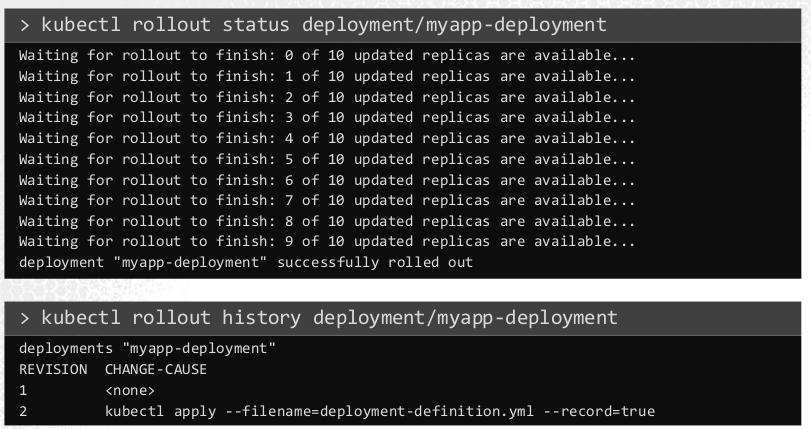 > kubectl rollout status deployment/myapp-deployment
Waiting for rollout to finish: 0 of 10 updated replicas are available...
Waiting for rollout to finish: 1 of 10 updated replicas are available...
Waiting for rollout to finish: 2 of 10 updated replicas are available...
Waiting for rollout to finish: 3 of 10 updated replicas are available...
Waiting for rollout to finish: 4 of 10 updated replicas are available...
Waiting for rollout to finish: 5 of 10 updated replicas are available...
Waiting for rollout to finish: 6 of 10 updated replicas are available...
Waiting for rollout to finish: 7 of 10 updated replicas are available...
Waiting for rollout to finish: 8 of 10 updated replicas are available...
Waiting for rollout to finish: 9 of 10 updated replicas are available...
deployment "myapp-deployment" successfully rolled out
> kubectl rollout history deployment/myapp-deployment
deployments "myapp-deployment"
REVISION CHANGE-CAUSE
1 <none>
2 kubectl apply --filename=deployment-definition.yml --record=true